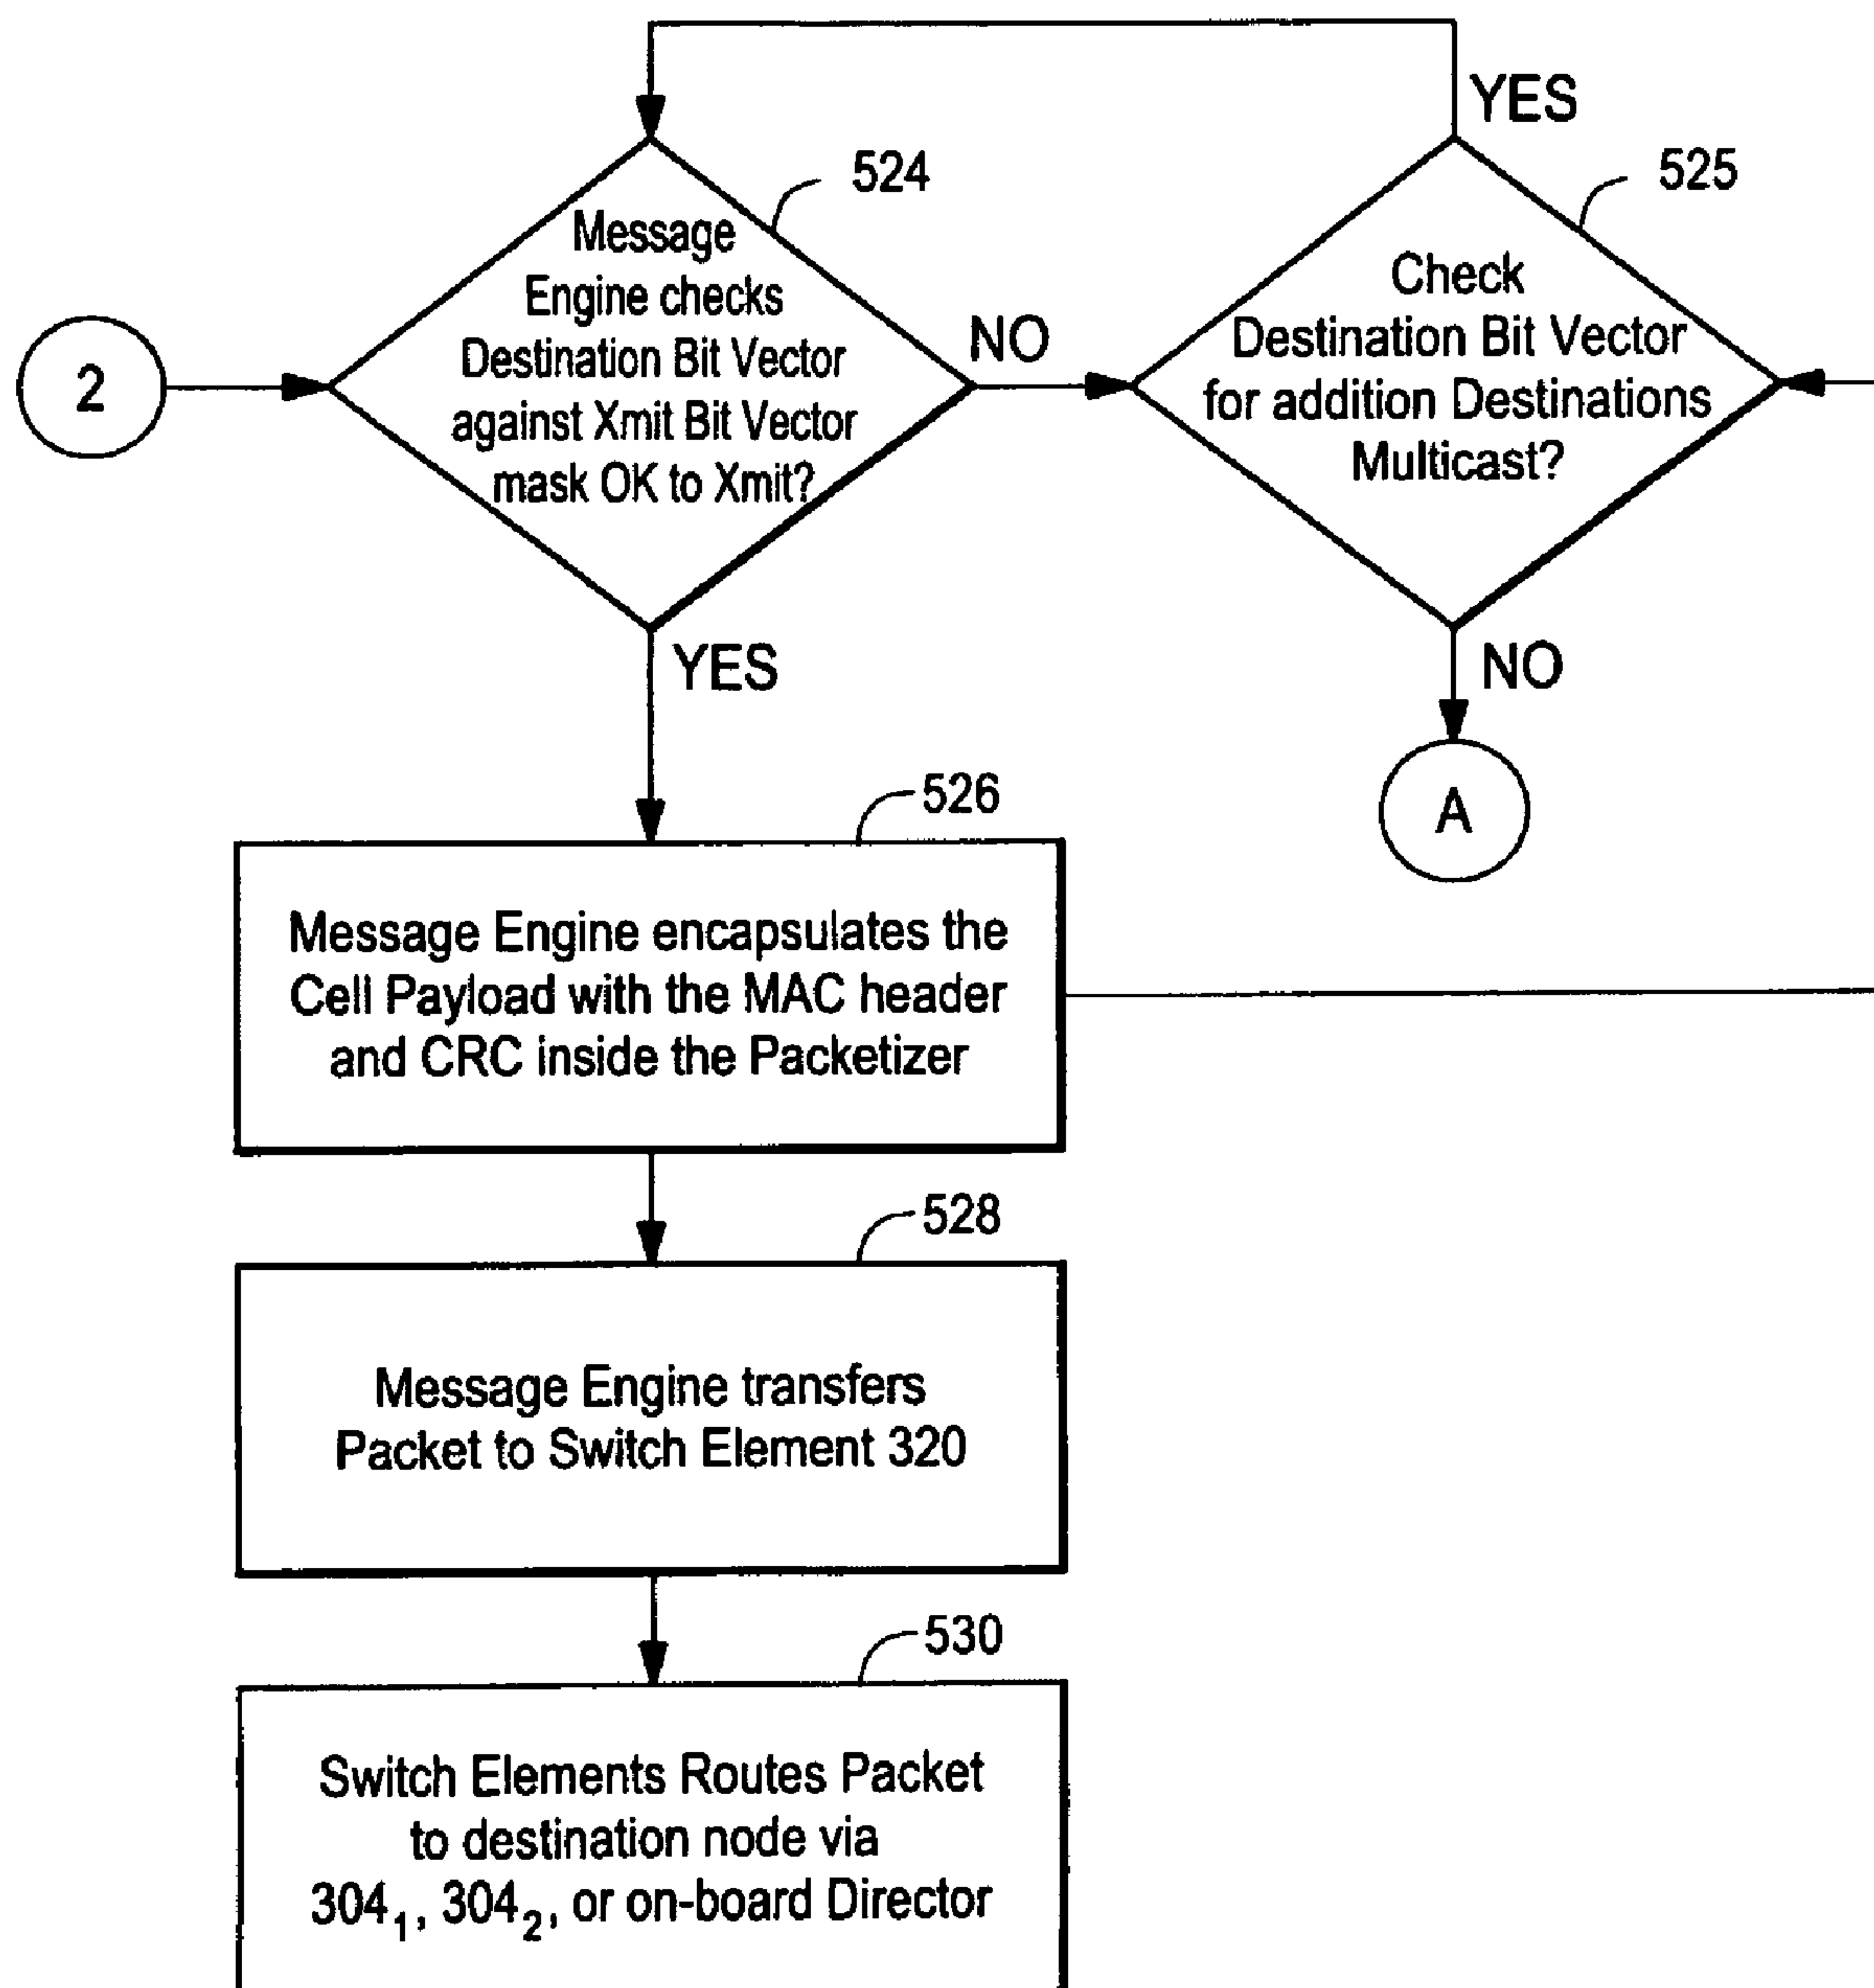 YES
524
525
Message
Engine checks
Destination Bit Vector
against Xmit Bit Vector
mask OK to Xmit?
NO
Check
Destination Bit Vector
for addition Destinations
Multicast?
2
YES
NO
A
526
Message Engine encapsulates the
Cell Payload with the MAC header
and CRC inside the Packetizer
528
Message Engine transfers
Packet to Switch Element 320
530
Switch Elements Routes Packet
to destination node via
304₁, 304₂, or on-board Director